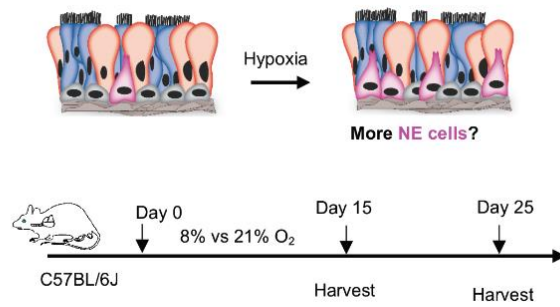 Hypoxia
More NE cells?
Day 0
8% vs 21% O₂
Day 15
Day 25
C57BL/6J
Harvest
Harvest